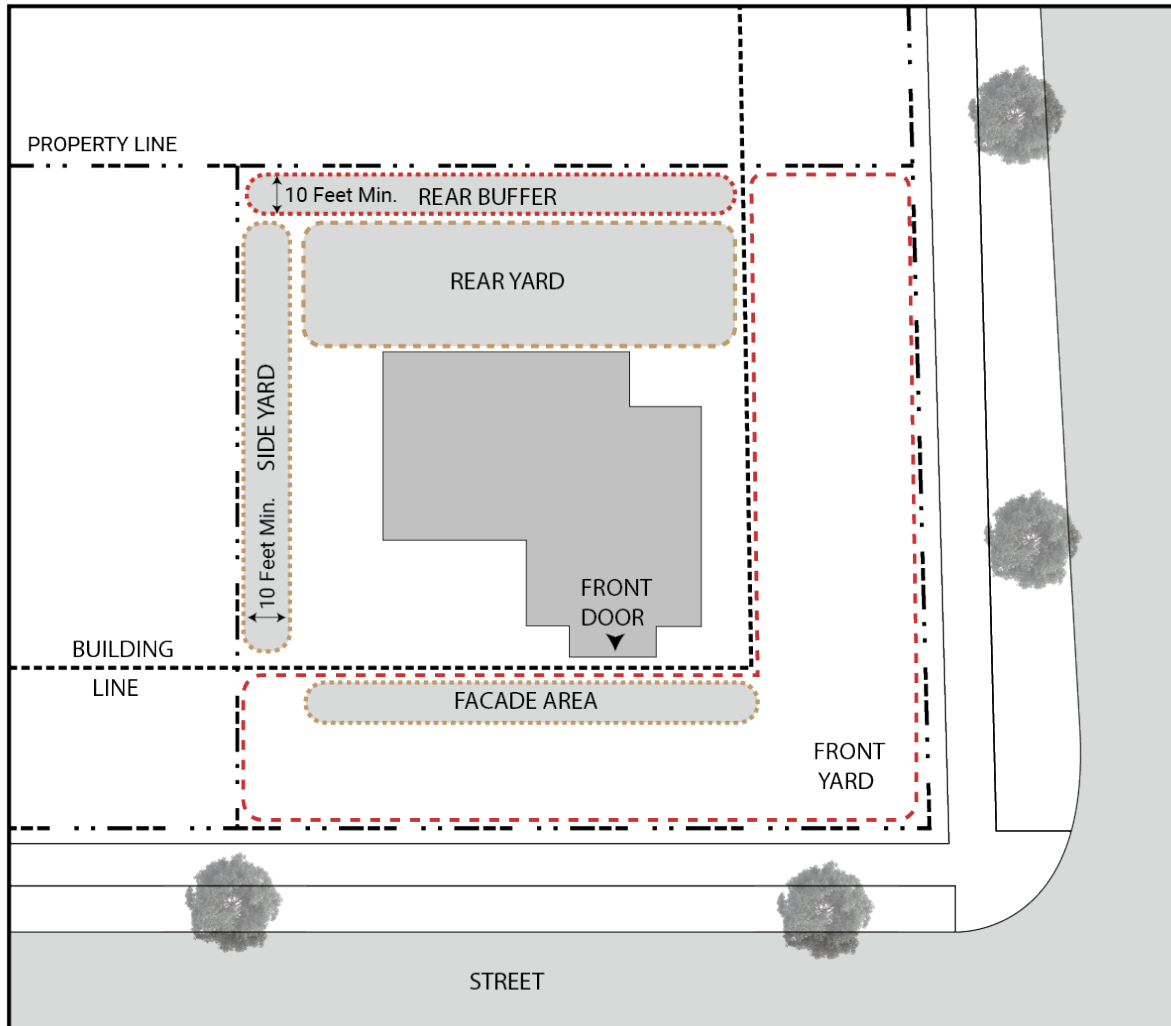 PROPERTY LINE
10 Feet Min.
REAR BUFFER
REAR YARD
SIDE YARD
10 Feet Min.
FRONT
DOOR
BUILDING
LINE
FACADE AREA
FRONT
YARD
STREET